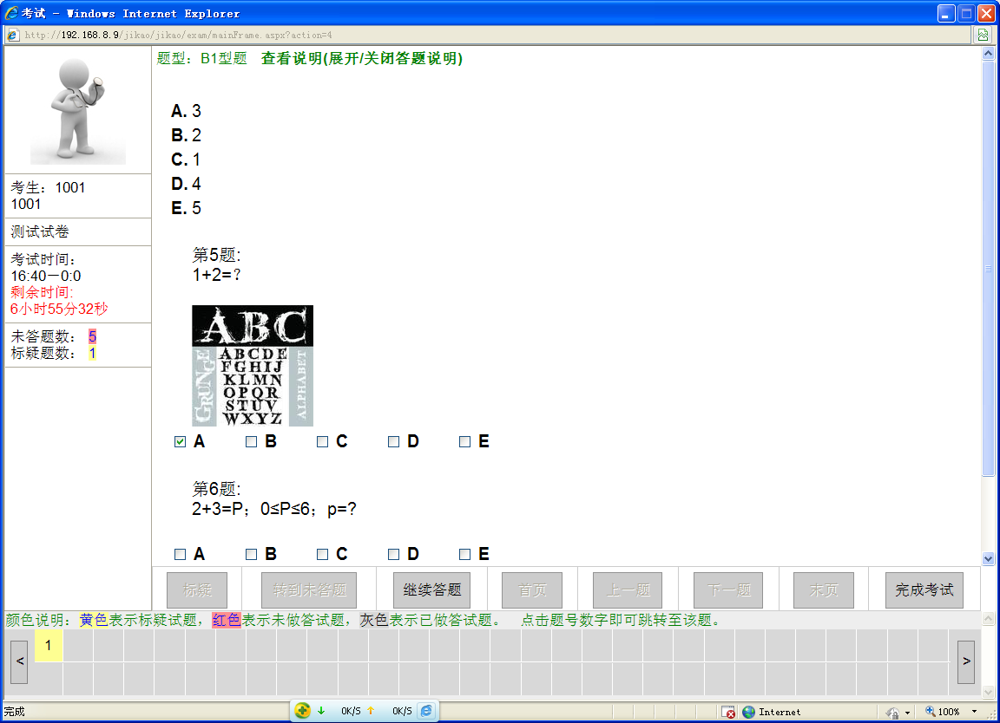 考试 - Windows Internet Explorer
http://192.168.8.9/jikao/jikao/exam/mainFrame.aspx?action=4
题型：B1型题 查看说明(展开/关闭答题说明)
考生：1001
1001
测试试卷
考试时间：
16:40－0:0
剩余时间:
6小时55分32秒
未答题数： 5
标疑题数： 1
A. 3
B. 2
C. 1
D. 4
E. 5
第5题:
1+2=？
ABC
GRUNGE
ABCDE
FGHIJ
KLMN
OPQR
STUV
WXYZ
ALPHABET
A B C D E
第6题:
2+3=P；0≤P≤6；p=?
A B C D E
标疑 转到未答题 继续答题 首页 上一题 下一题 末页 完成考试
颜色说明：黄色表示标疑试题，红色表示未做答试题，灰色表示已做答试题。 点击题号数字即可跳转至该题。
< 1 >
完成 0K/S 0K/S Internet 100%